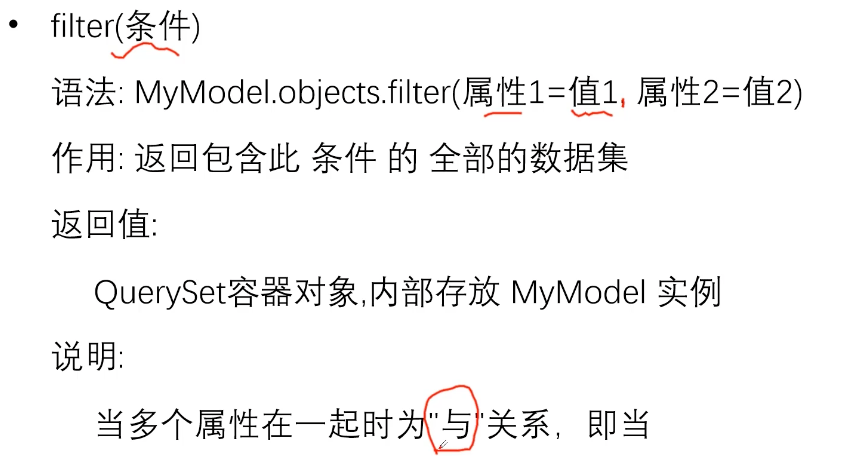 • filter(条件)
语法: MyModel.objects.filter(属性1=值1, 属性2=值2)
作用: 返回包含此 条件 的 全部的数据集
返回值:
QuerySet容器对象,内部存放 MyModel 实例
说明:
当多个属性在一起时为"与"关系，即当